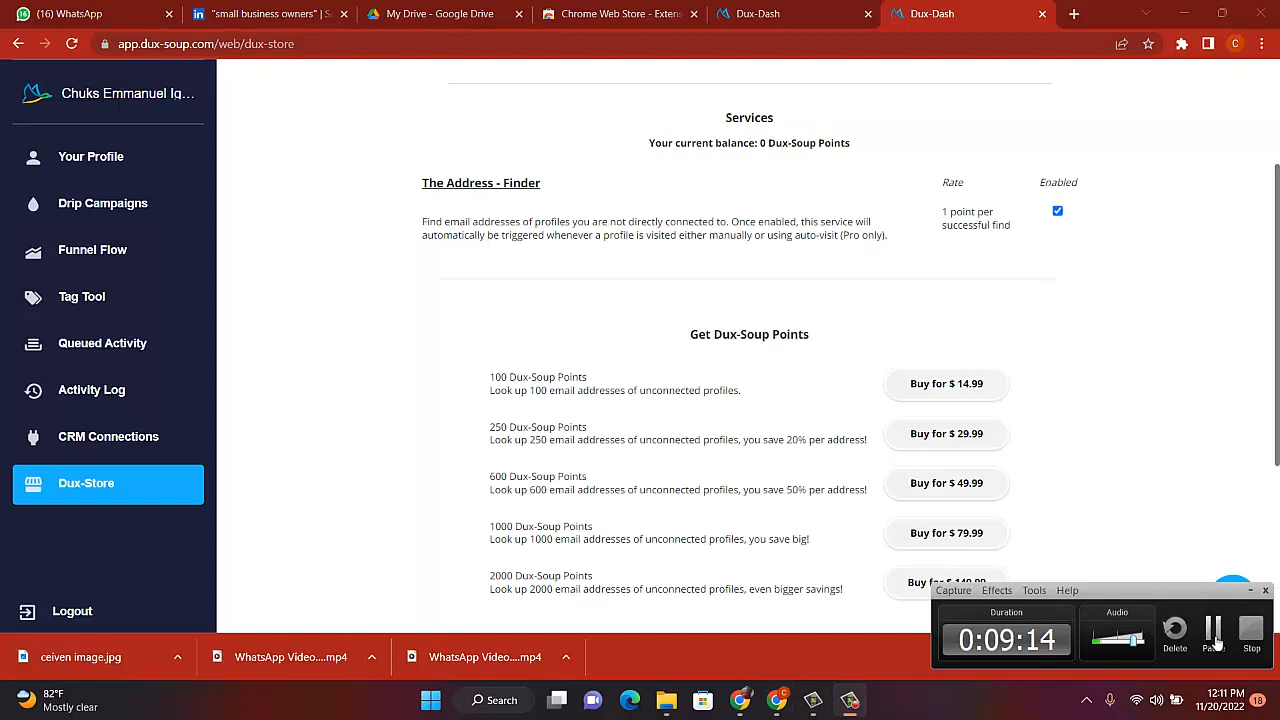 WhatsApp
"small business owners" | S
My Drive - Google Drive
Chrome Web Store - Extens
Dux-Dash
Dux-Dash
app.dux-soup.com/web/dux-store
C
Chuks Emmanuel Ig...
Your Profile
Drip Campaigns
Funnel Flow
Tag Tool
Queued Activity
Activity Log
CRM Connections
Dux-Store
Logout
Services
Your current balance: 0 Dux-Soup Points
The Address - Finder
Rate
Enabled
Find email addresses of profiles you are not directly connected to. Once enabled, this service will
automatically be triggered whenever a profile is visited either manually or using auto-visit (Pro only).
1 point per
successful find
Get Dux-Soup Points
100 Dux-Soup Points
Look up 100 email addresses of unconnected profiles.
Buy for $ 14.99
250 Dux-Soup Points
Look up 250 email addresses of unconnected profiles, you save 20% per address!
Buy for $ 29.99
600 Dux-Soup Points
Look up 600 email addresses of unconnected profiles, you save 50% per address!
Buy for $ 49.99
1000 Dux-Soup Points
Look up 1000 email addresses of unconnected profiles, you save big!
Buy for $ 79.99
2000 Dux-Soup Points
Look up 2000 email addresses of unconnected profiles, even bigger savings!
Capture Effects Tools Help
Duration
Audio
0:09:14
Delete
Stop
ceiven image.jpg
WhatsApp Video....mp4
WhatsApp Video....mp4
82°F
Mostly clear
Search
12:11 PM
11/20/2022
18